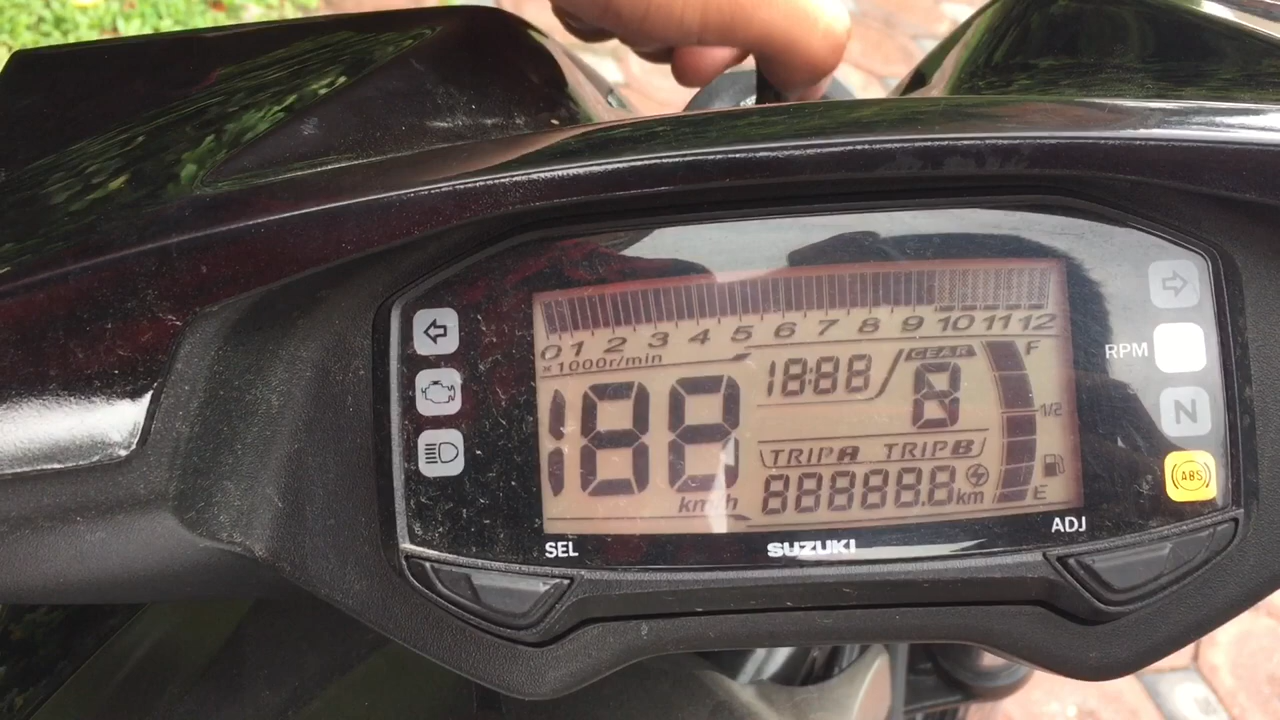 0 1 2 3 4 5 6 7 8 9 10 11 12
×1000r/min
188
km/h
18:88
GEAR
8
F
1/2
E
TRIP A TRIP B
888888.8 km
RPM
N
ABS
SEL
SUZUKI
ADJ